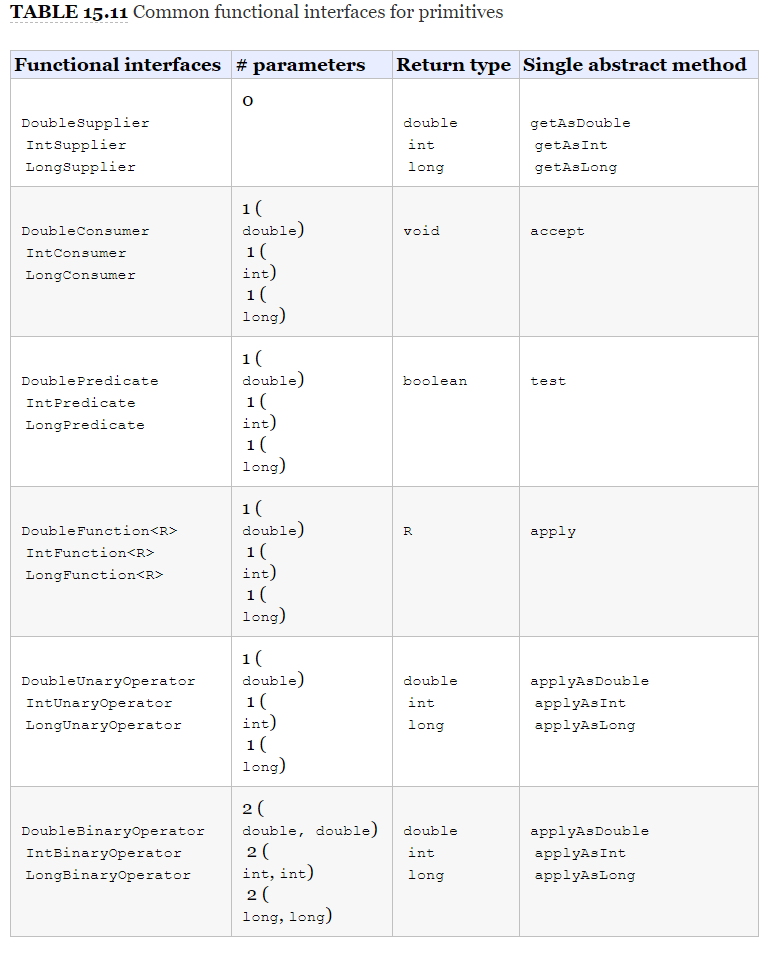 TABLE 15.11 Common functional interfaces for primitives
Functional interfaces # parameters Return type Single abstract method
0
DoubleSupplier double getAsDouble
IntSupplier int getAsInt
LongSupplier long getAsLong
1 (
DoubleConsumer double) void accept
IntConsumer 1 (
LongConsumer int)
1 (
long)
1 (
DoublePredicate double) boolean test
IntPredicate 1 (
LongPredicate int)
1 (
long)
1 (
DoubleFunction<R> double) R apply
IntFunction<R> 1 (
LongFunction<R> int)
1 (
long)
1 (
DoubleUnaryOperator double) double applyAsDouble
IntUnaryOperator 1 ( int applyAsInt
LongUnaryOperator int) long applyAsLong
1 (
long)
2 (
DoubleBinaryOperator double, double) double applyAsDouble
IntBinaryOperator 2 ( int applyAsInt
LongBinaryOperator int, int) long applyAsLong
2 (
long, long)